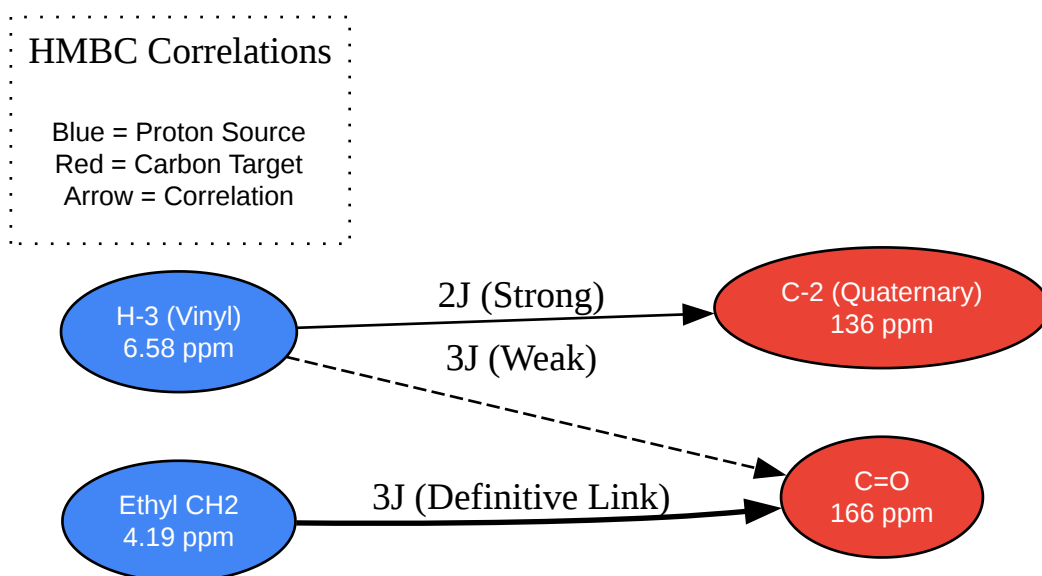 HMBC Correlations
Blue = Proton Source
Red = Carbon Target
Arrow = Correlation
H-3 (Vinyl)
6.58 ppm
2J (Strong)
C-2 (Quaternary)
136 ppm
3J (Weak)
Ethyl CH2
4.19 ppm
3J (Definitive Link)
C=O
166 ppm